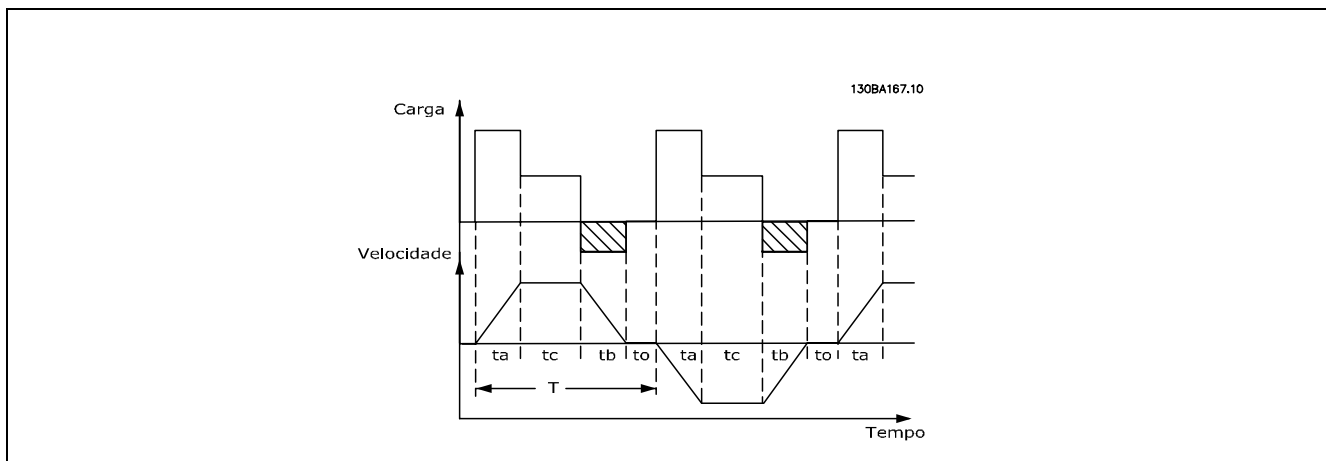 130BA167.10
Carga
Velocidade
ta tc tb to ta tc tb to ta
T
Tempo